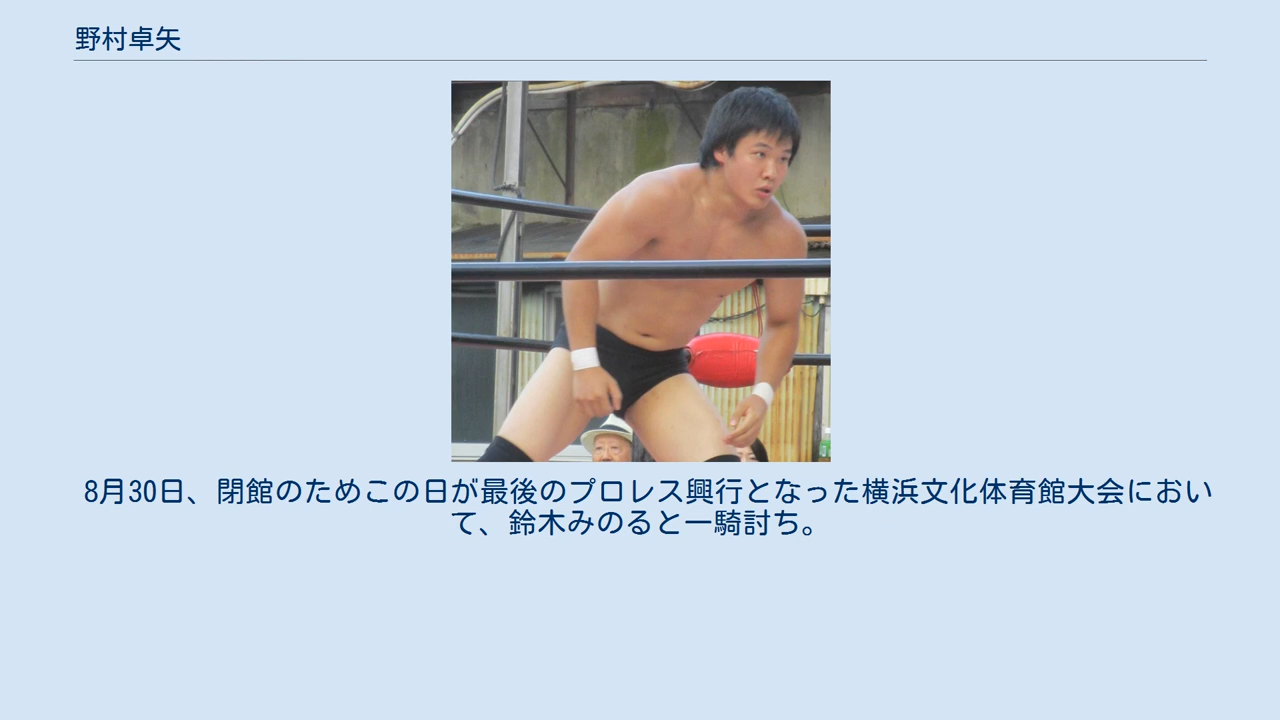 野村卓矢
8月30日、閉館のためこの日が最後のプロレス興行となった横浜文化体育館大会におい
て、鈴木みのると一騎討ち。